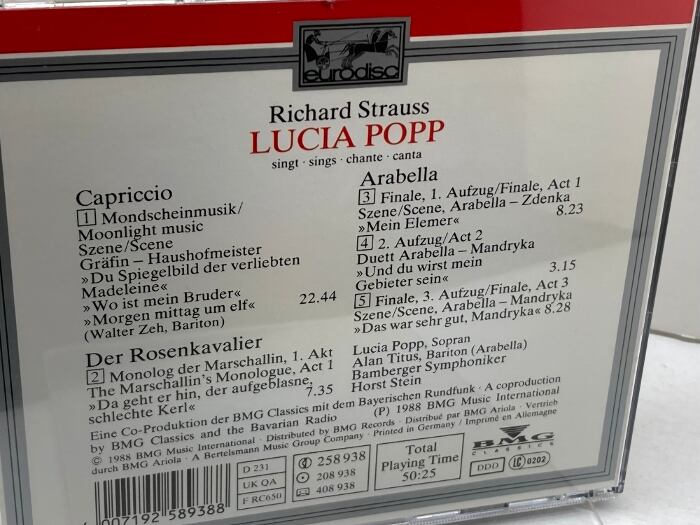 eurodisc
Richard Strauss
LUCIA POPP
singt · sings · chante · canta
Capriccio
1 Mondscheinmusik/
Moonlight music
Szene/Scene
Gräfin – Haushofmeister
»Du Spiegelbild der verliebten
Madeleine«
»Wo ist mein Bruder«
»Morgen mittag um elf« 22.44
(Walter Zeh, Bariton)
Der Rosenkavalier
2 Monolog der Marschallin, 1. Akt
The Marschallin's Monologue, Act 1
»Da geht er hin, der aufgeblasne,
schlechte Kerl« 7.35
Arabella
3 Finale, 1. Aufzug/Finale, Act 1
Szene/Scene, Arabella – Zdenka
»Mein Elemer« 8.23
4 2. Aufzug/Act 2
Duett Arabella – Mandryka
»Und du wirst mein
Gebieter sein« 3.15
5 Finale, 3. Aufzug/Finale, Act 3
Szene/Scene, Arabella – Mandryka
»Das war sehr gut, Mandryka« 8.28
Lucia Popp, Sopran
Alan Titus, Bariton (Arabella)
Bamberger Symphoniker
Horst Stein
Eine Co-Produktion der BMG Classics mit dem Bayerischen Rundfunk · A coproduction
by BMG Classics and the Bavarian Radio (P) 1988 BMG Music International
© 1988 BMG Music International · Distributed by BMG Records · Distribué par BMG Ariola · Vertrieb
durch BMG Ariola · A Bertelsmann Music Group Company · Printed in Germany / Imprimé en Allemagne
4 007192 589388
D 231
UK QA
F RC650
258 938
208 938
408 938
Total
Playing Time
50:25
BMG
CLASSICS
DDD
LC 0202